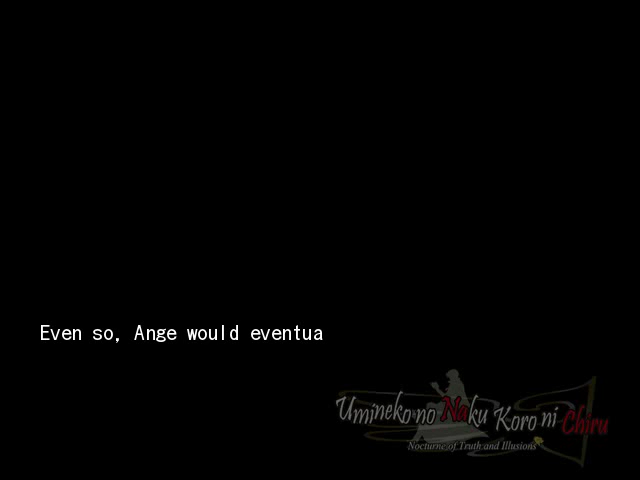 Even so, Ange would eventua
Umineko no Naku Koro ni Chiru
Nocturne of Truth and Illusions